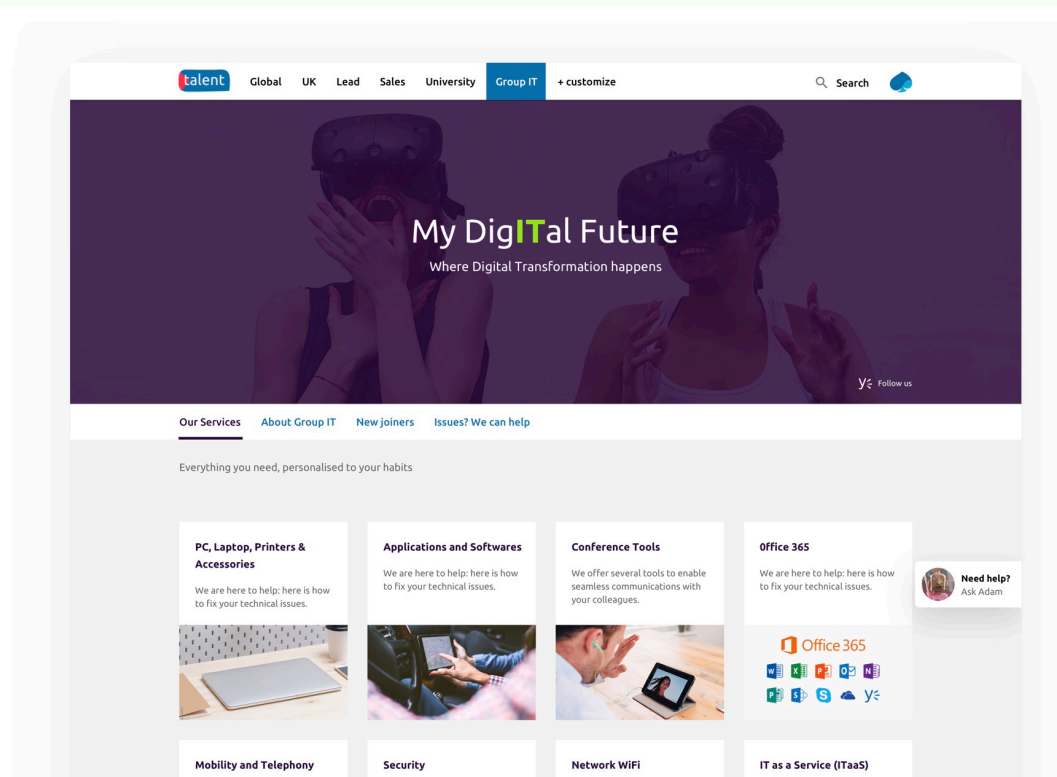 talent Global UK Lead Sales University Group IT + customize Search
My DigITal Future
Where Digital Transformation happens
Follow us
Our Services About Group IT New joiners Issues? We can help
Everything you need, personalised to your habits
PC, Laptop, Printers &
Accessories
We are here to help: here is how
to fix your technical issues.
Applications and Softwares
We are here to help: here is how
to fix your technical issues.
Conference Tools
We offer several tools to enable
seamless communications with
your colleagues.
0ffice 365
We are here to help: here is how
to fix your technical issues.
Office 365
Need help?
Ask Adam
Mobility and Telephony
Security
Network WiFi
IT as a Service (ITaaS)